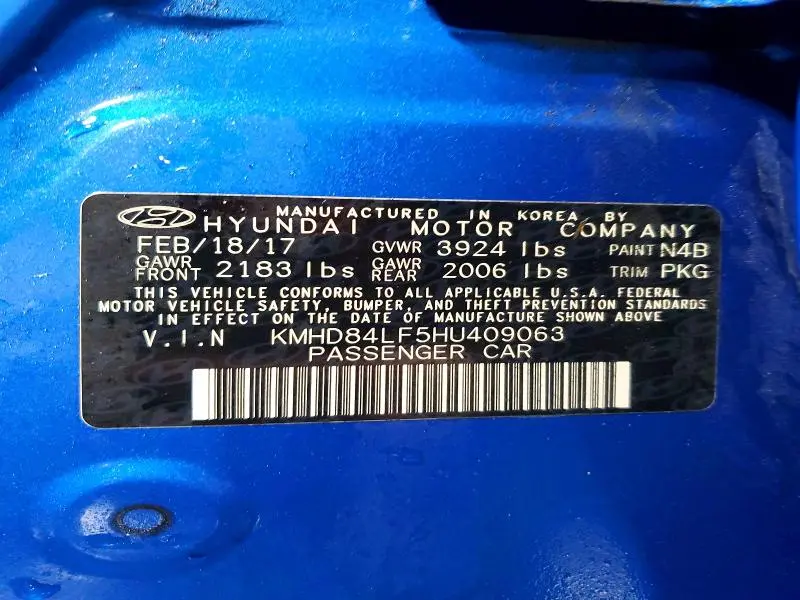 MANUFACTURED IN KOREA BY
HYUNDAI MOTOR COMPANY
FEB/18/17 GVWR 3924 lbs PAINT N4B
GAWR FRONT 2183 lbs GAWR REAR 2006 lbs TRIM PKG
THIS VEHICLE CONFORMS TO ALL APPLICABLE U.S.A. FEDERAL
MOTOR VEHICLE SAFETY, BUMPER, AND THEFT PREVENTION STANDARDS
IN EFFECT ON THE DATE OF MANUFACTURE SHOWN ABOVE
V.I.N KMHD84LF5HU409063
PASSENGER CAR